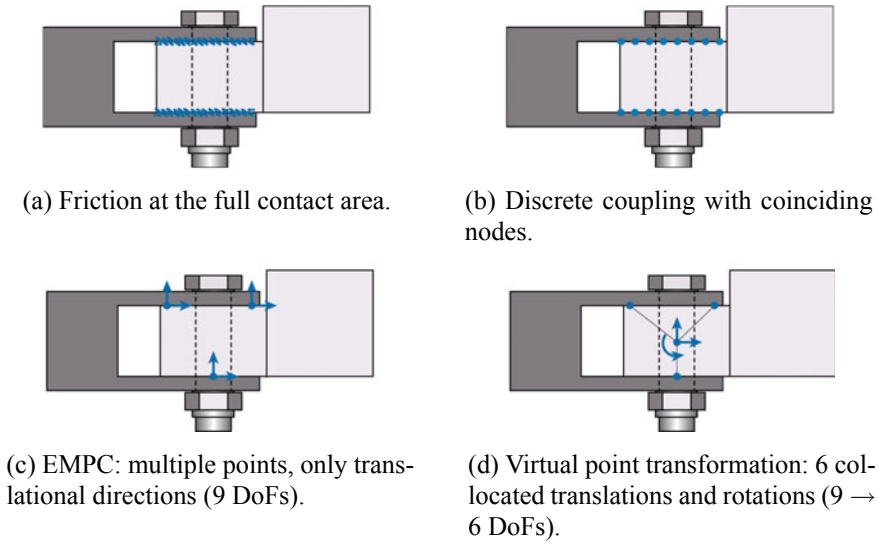 (a) Friction at the full contact area.
(b) Discrete coupling with coinciding
nodes.
(c) EMPC: multiple points, only trans-
lational directions (9 DoFs).
(d) Virtual point transformation: 6 col-
located translations and rotations (9 →
6 DoFs).